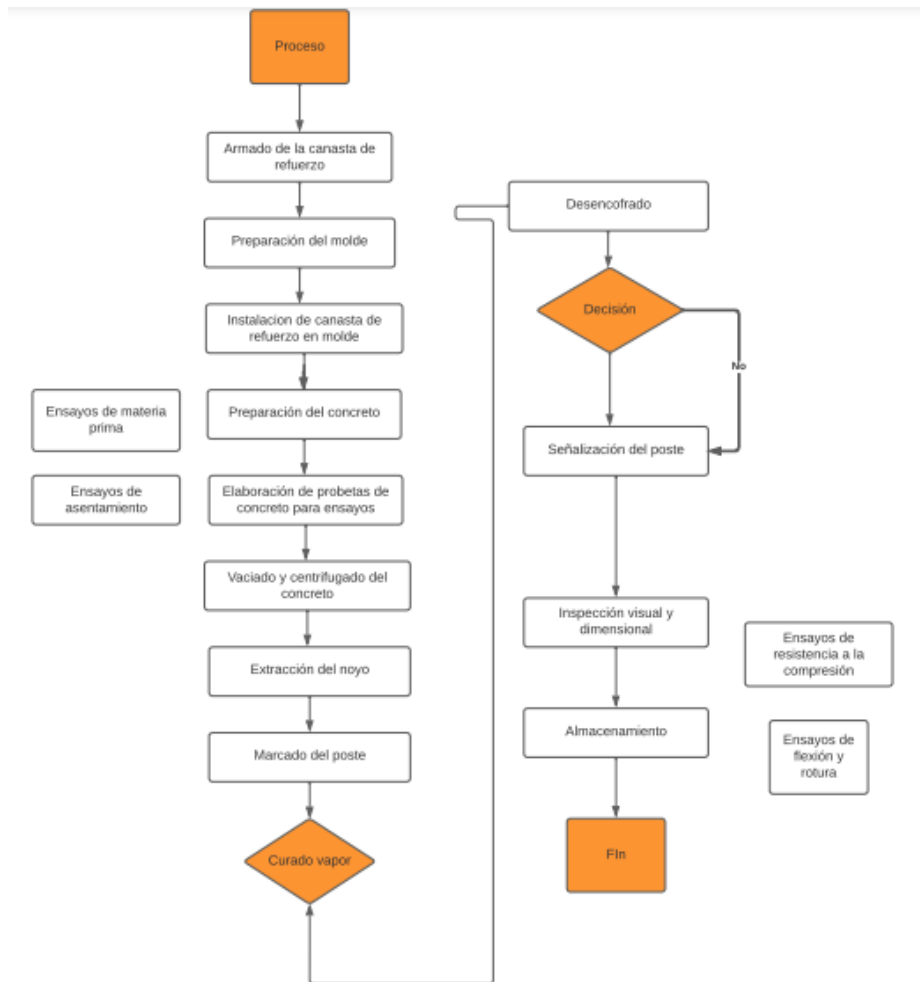 Proceso
Armado de la canasta de
refuerzo
Preparación del molde
Instalacion de canasta de
refuerzo en molde
Ensayos de materia
prima
Preparación del concreto
Ensayos de
asentamiento
Elaboración de probetas de
concreto para ensayos
Vaciado y centrifugado del
concreto
Extracción del noyo
Marcado del poste
Curado vapor
Desencofrado
Decisión
No
Señalización del poste
Inspección visual y
dimensional
Ensayos de
resistencia a la
compresión
Almacenamiento
Ensayos de
flexión y
rotura
FIn